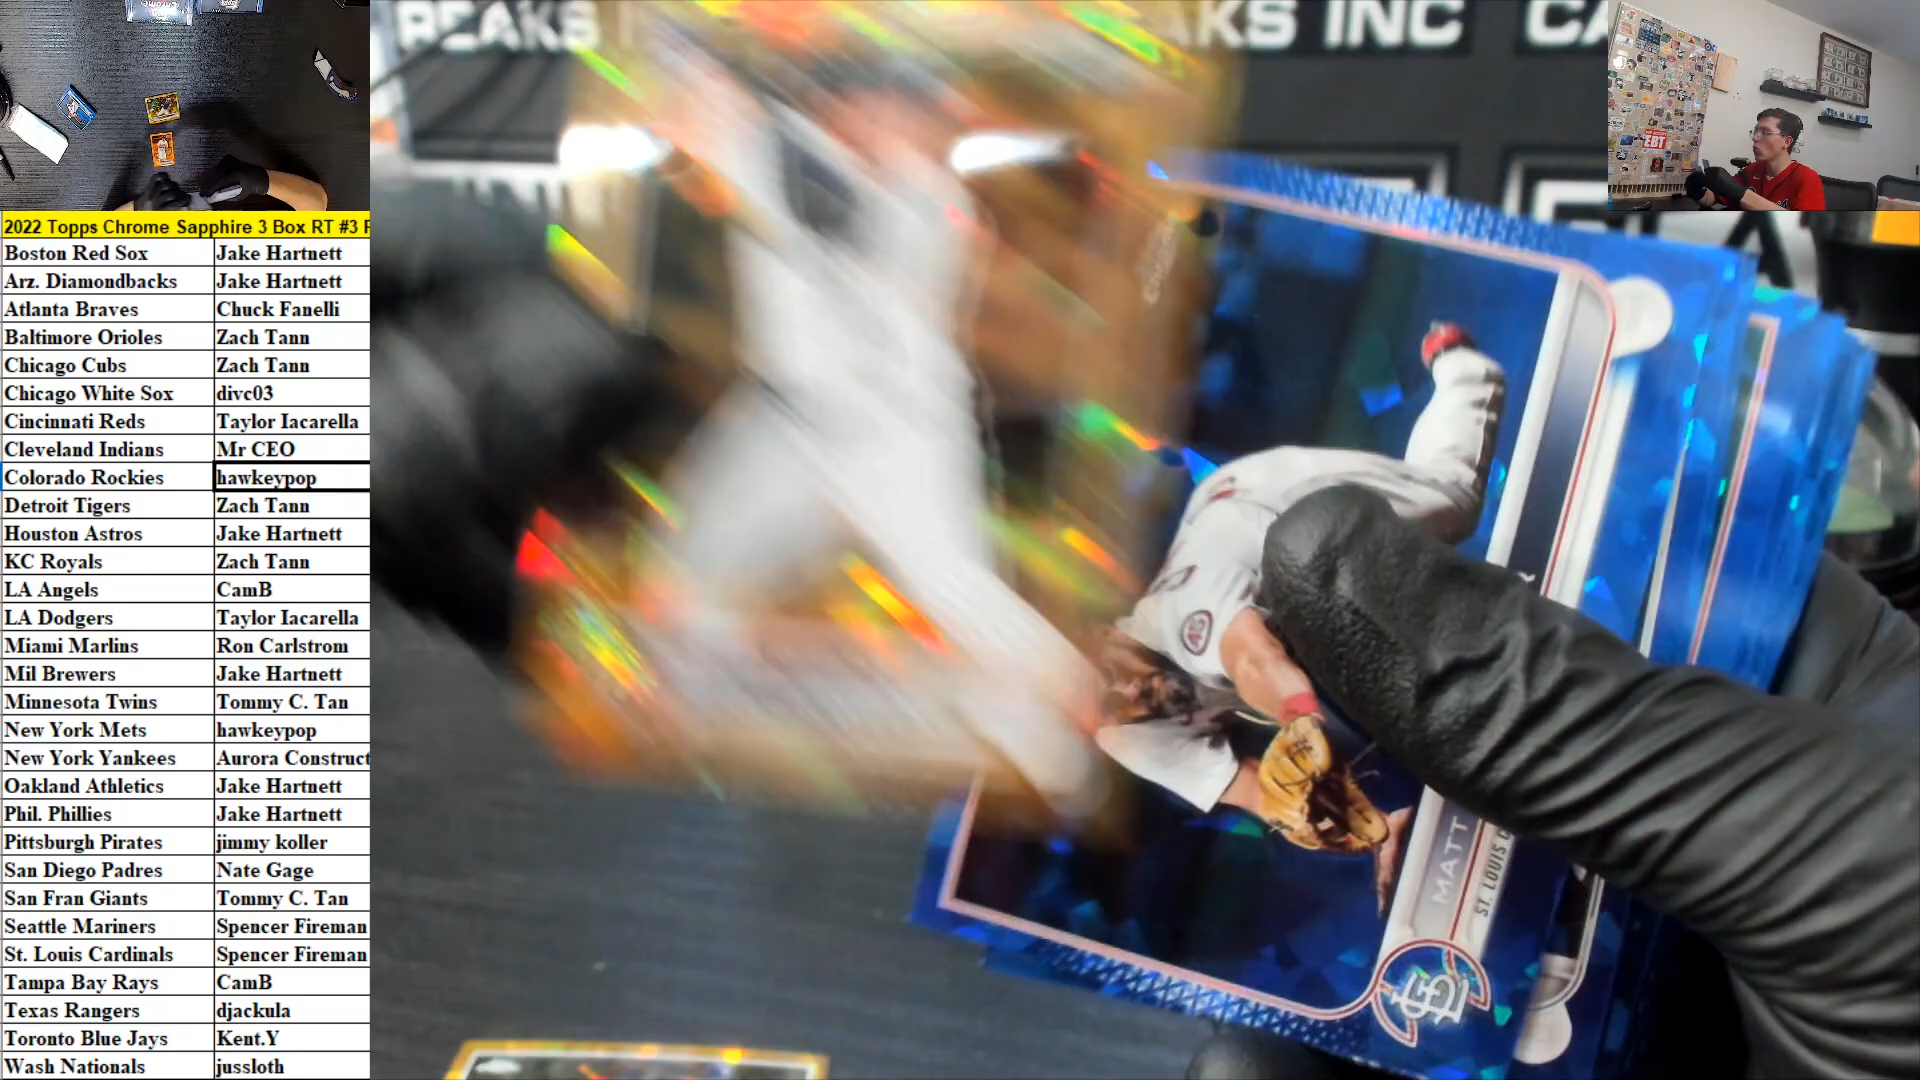 REAKS INC
AKS INC CA
EBT
2022 Topps Chrome Sapphire 3 Box RT #3
Boston Red Sox Jake Hartnett
Arz. Diamondbacks Jake Hartnett
Atlanta Braves Chuck Fanelli
Baltimore Orioles Zach Tann
Chicago Cubs Zach Tann
Chicago White Sox divc03
Cincinnati Reds Taylor Iacarella
Cleveland Indians Mr CEO
Colorado Rockies hawkeypop
Detroit Tigers Zach Tann
Houston Astros Jake Hartnett
KC Royals Zach Tann
LA Angels CamB
LA Dodgers Taylor Iacarella
Miami Marlins Ron Carlstrom
Mil Brewers Jake Hartnett
Minnesota Twins Tommy C. Tan
New York Mets hawkeypop
New York Yankees Aurora Construct
Oakland Athletics Jake Hartnett
Phil. Phillies Jake Hartnett
Pittsburgh Pirates jimmy koller
San Diego Padres Nate Gage
San Fran Giants Tommy C. Tan
Seattle Mariners Spencer Fireman
St. Louis Cardinals Spencer Fireman
Tampa Bay Rays CamB
Texas Rangers djackula
Toronto Blue Jays Kent.Y
Wash Nationals jussloth
MATT
ST. LOUIS